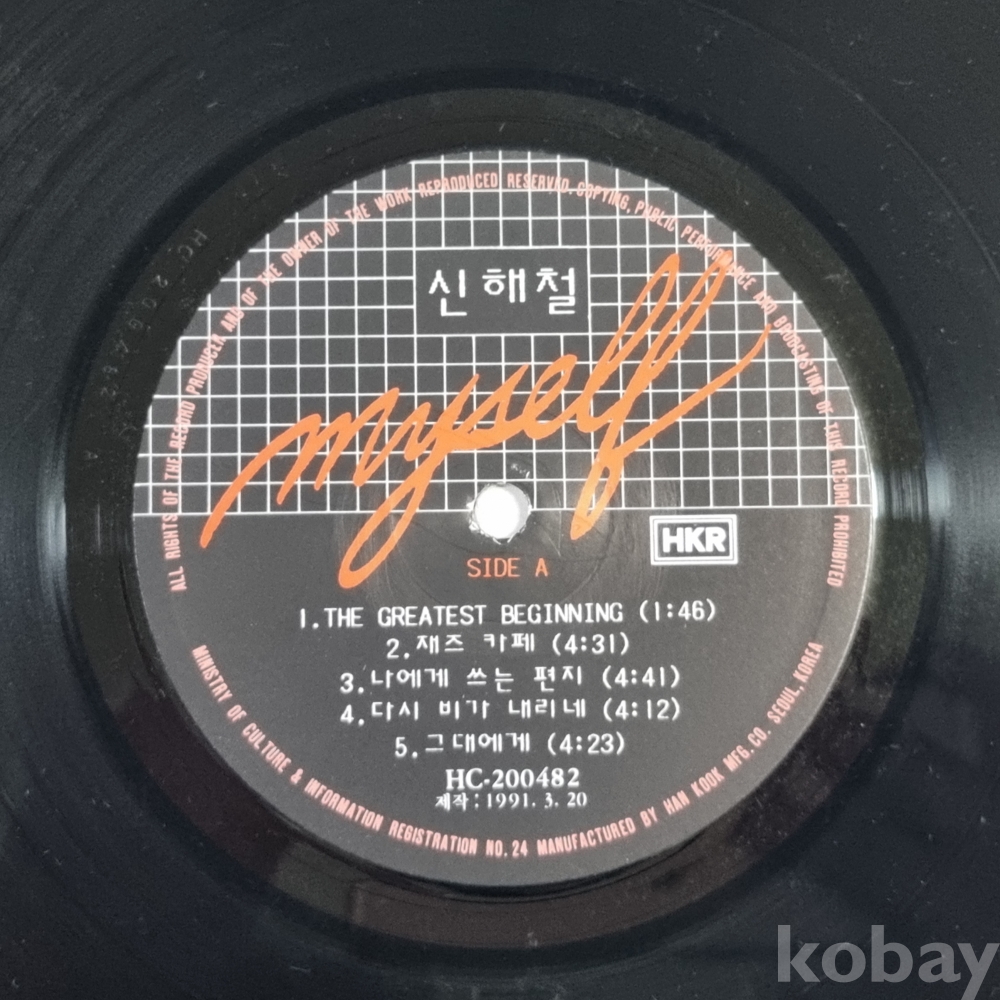 ALL RIGHTS OF THE RECORD PRODUCER AND OF THE OWNER OF THE WORK REPRODUCED RESERVED. COPYING, PUBLIC PERFORMANCE AND BROADCASTING OF THIS RECORD PROHIBITED
신해철
myself
HKR
SIDE A
1.THE GREATEST BEGINNING (1:46)
2.재즈 카페 (4:31)
3.나에게 쓰는 편지 (4:41)
4.다시 비가 내리네 (4:12)
5.그대에게 (4:23)
HC-200482
제작:1991. 3. 20
MINISTRY OF CULTURE & INFORMATION REGISTRATION NO.24 MANUFACTURED BY HAN KOOK MFG. CO. SEOUL, KOREA
kobay